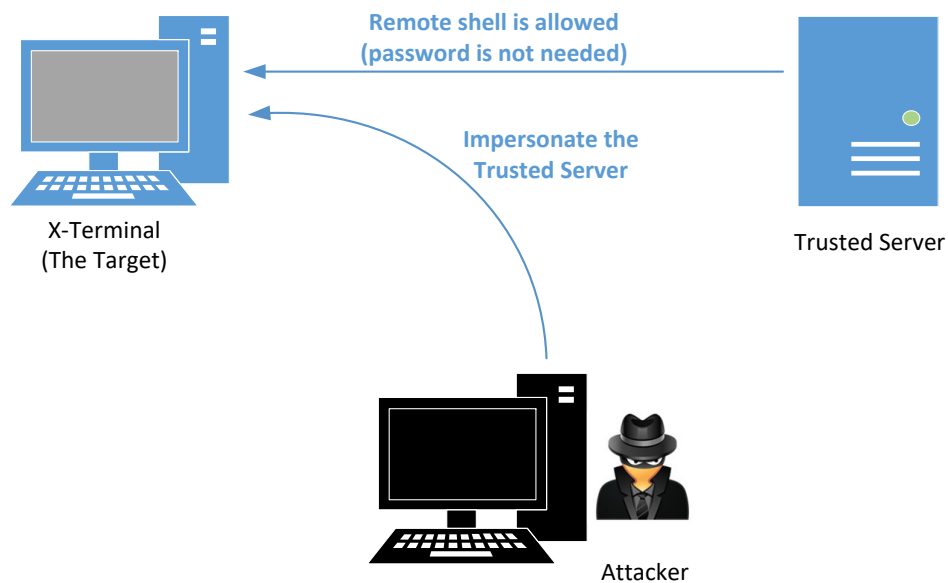 Remote shell is allowed
(password is not needed)
Impersonate the
Trusted Server
X-Terminal
(The Target)
Trusted Server
Attacker